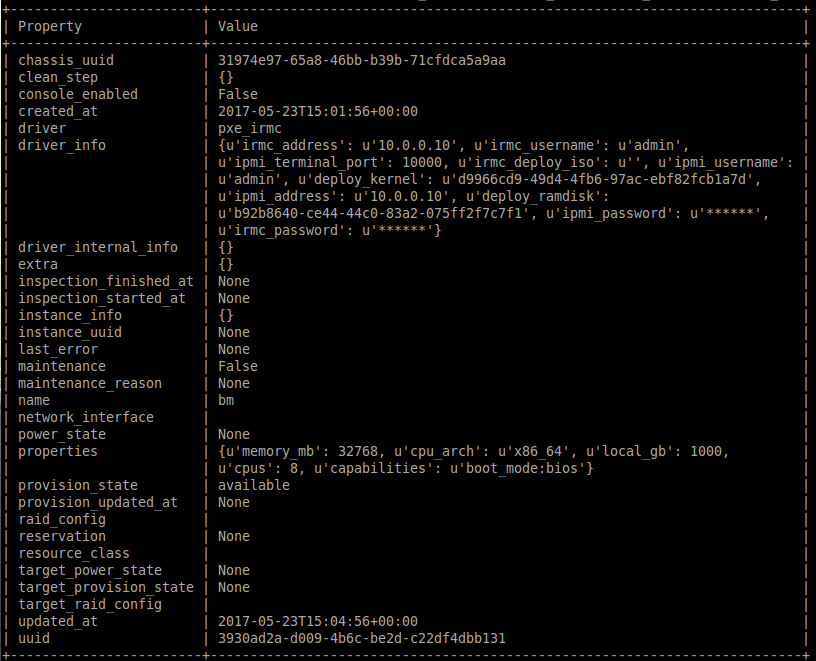 +------------------------+--------------------------------------------------------------------------+
| Property | Value |
+------------------------+--------------------------------------------------------------------------+
| chassis_uuid | 31974e97-65a8-46bb-b39b-71cfdca5a9aa |
| clean_step | {} |
| console_enabled | False |
| created_at | 2017-05-23T15:01:56+00:00 |
| driver | pxe_irmc |
| driver_info | {u'irmc_address': u'10.0.0.10', u'irmc_username': u'admin', |
| | u'ipmi_terminal_port': 10000, u'irmc_deploy_iso': u'', u'ipmi_username': |
| | u'admin', u'deploy_kernel': u'd9966cd9-49d4-4fb6-97ac-ebf82fcb1a7d', |
| | u'ipmi_address': u'10.0.0.10', u'deploy_ramdisk': |
| | u'b92b8640-ce44-44c0-83a2-075ff2f7c7f1', u'ipmi_password': u'******', |
| | u'irmc_password': u'******'} |
| driver_internal_info | {} |
| extra | {} |
| inspection_finished_at | None |
| inspection_started_at | None |
| instance_info | {} |
| instance_uuid | None |
| last_error | None |
| maintenance | False |
| maintenance_reason | None |
| name | bm |
| network_interface | |
| power_state | None |
| properties | {u'memory_mb': 32768, u'cpu_arch': u'x86_64', u'local_gb': 1000, |
| | u'cpus': 8, u'capabilities': u'boot_mode:bios'} |
| provision_state | available |
| provision_updated_at | None |
| raid_config | |
| reservation | None |
| resource_class | |
| target_power_state | None |
| target_provision_state | None |
| target_raid_config | |
| updated_at | 2017-05-23T15:04:56+00:00 |
| uuid | 3930ad2a-d009-4b6c-be2d-c22df4dbb131 |
+------------------------+--------------------------------------------------------------------------+